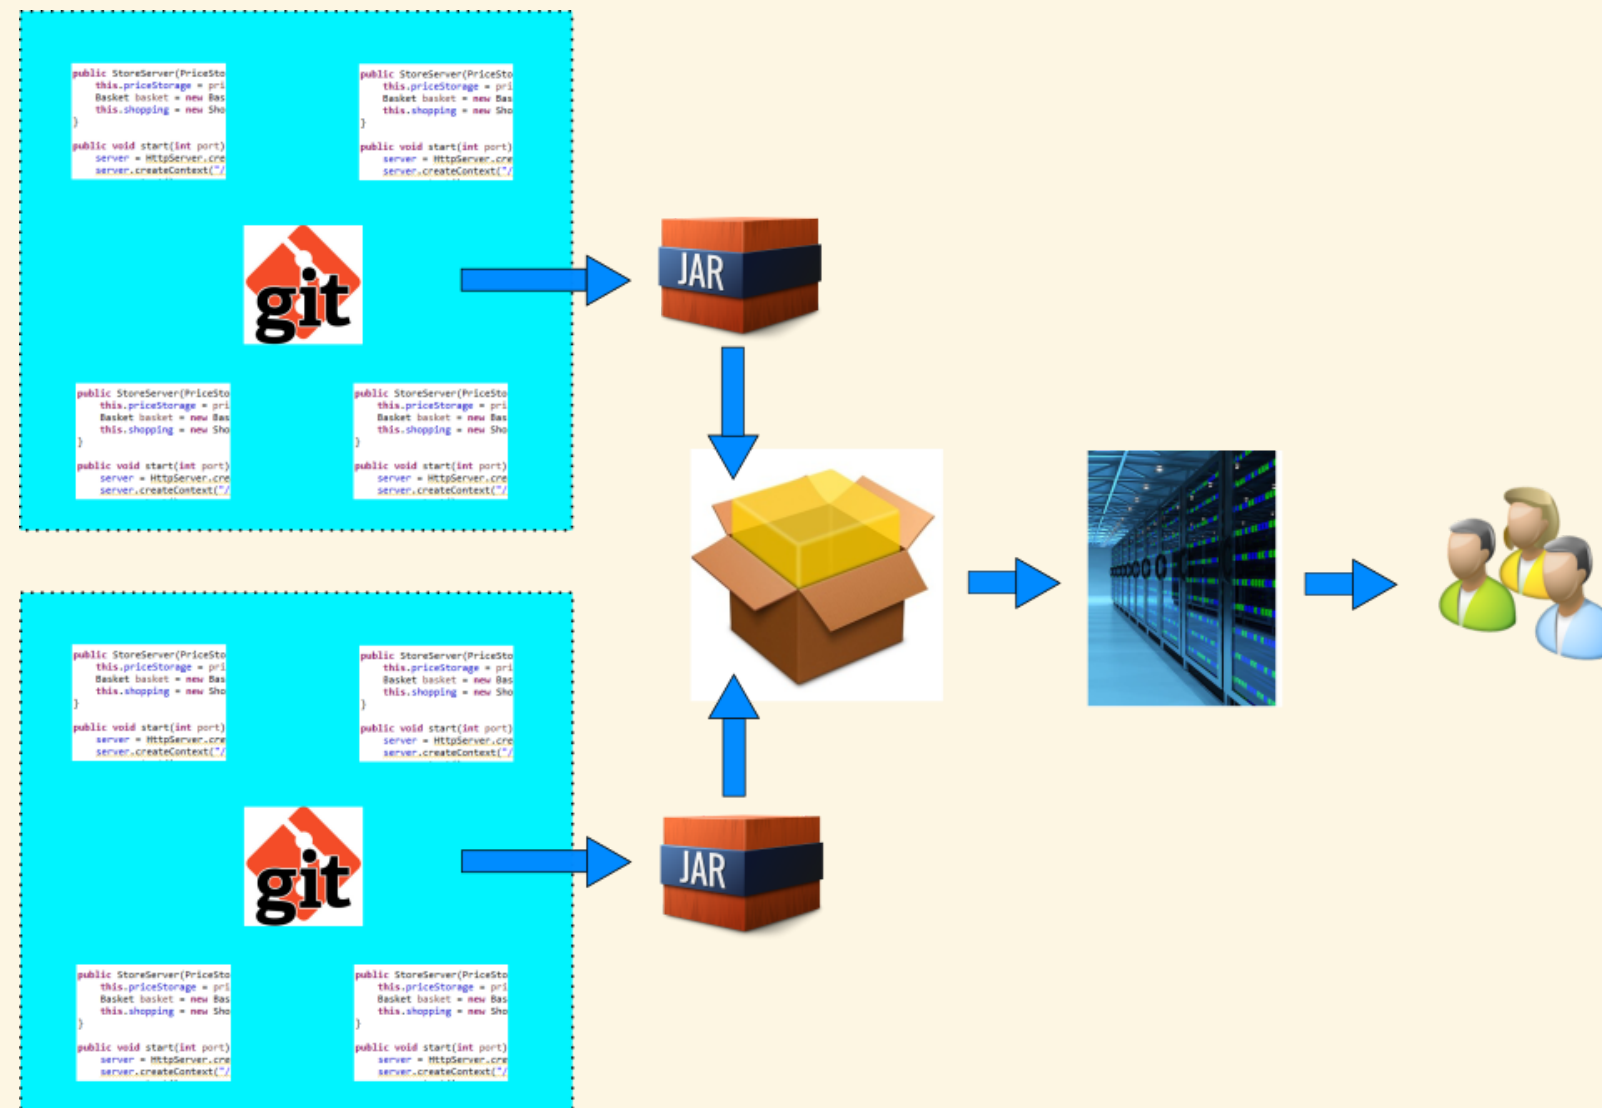 public StoreServer(PriceSto
this.priceStorage = pri
Basket basket = new Bas
this.shopping = new Sho
}
public void start(int port)
server = HttpServer.cre
server.createContext("/
public StoreServer(PriceSto
this.priceStorage = pri
Basket basket = new Bas
this.shopping = new Sho
}
public void start(int port)
server = HttpServer.cre
server.createContext("/
git
JAR
public StoreServer(PriceSto
this.priceStorage = pri
Basket basket = new Bas
this.shopping = new Sho
}
public void start(int port)
server = HttpServer.cre
server.createContext("/
public StoreServer(PriceSto
this.priceStorage = pri
Basket basket = new Bas
this.shopping = new Sho
}
public void start(int port)
server = HttpServer.cre
server.createContext("/
public StoreServer(PriceSto
this.priceStorage = pri
Basket basket = new Bas
this.shopping = new Sho
}
public void start(int port)
server = HttpServer.cre
server.createContext("/
public StoreServer(PriceSto
this.priceStorage = pri
Basket basket = new Bas
this.shopping = new Sho
}
public void start(int port)
server = HttpServer.cre
server.createContext("/
git
JAR
public StoreServer(PriceSto
this.priceStorage = pri
Basket basket = new Bas
this.shopping = new Sho
}
public void start(int port)
server = HttpServer.cre
server.createContext("/
public StoreServer(PriceSto
this.priceStorage = pri
Basket basket = new Bas
this.shopping = new Sho
}
public void start(int port)
server = HttpServer.cre
server.createContext("/